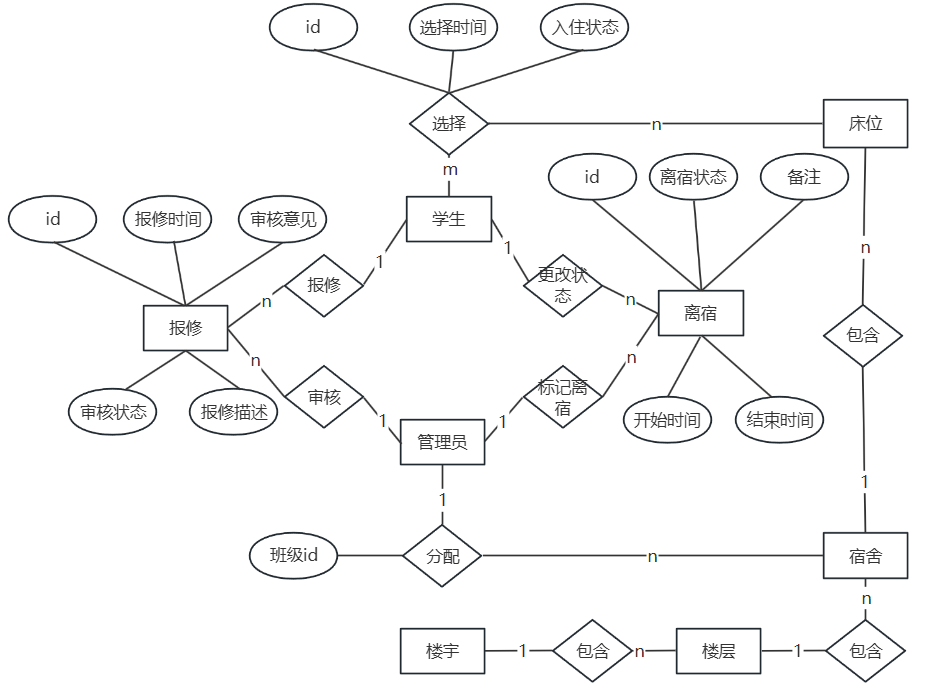 id
选择时间
入住状态
选择
n
床位
m
id
离宿状态
备注
id
报修时间
审核意见
学生
1
1
n
报修
更改状
态
n
n
离宿
报修
包含
n
n
审核
标记离
宿
审核状态
报修描述
1
1
开始时间
结束时间
管理员
1
1
班级id
分配
n
宿舍
n
楼宇
1
包含
n
楼层
1
包含